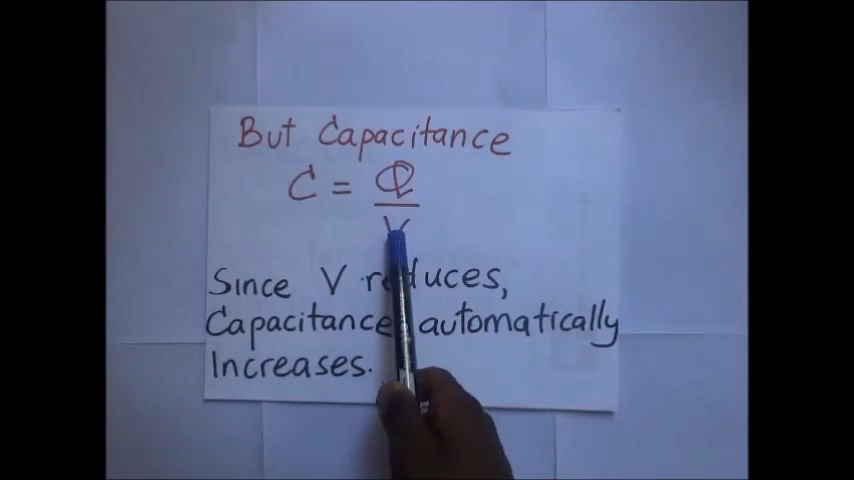 But Capacitance
C = Q
V
Since V reduces,
Capacitance automatically
Increases.